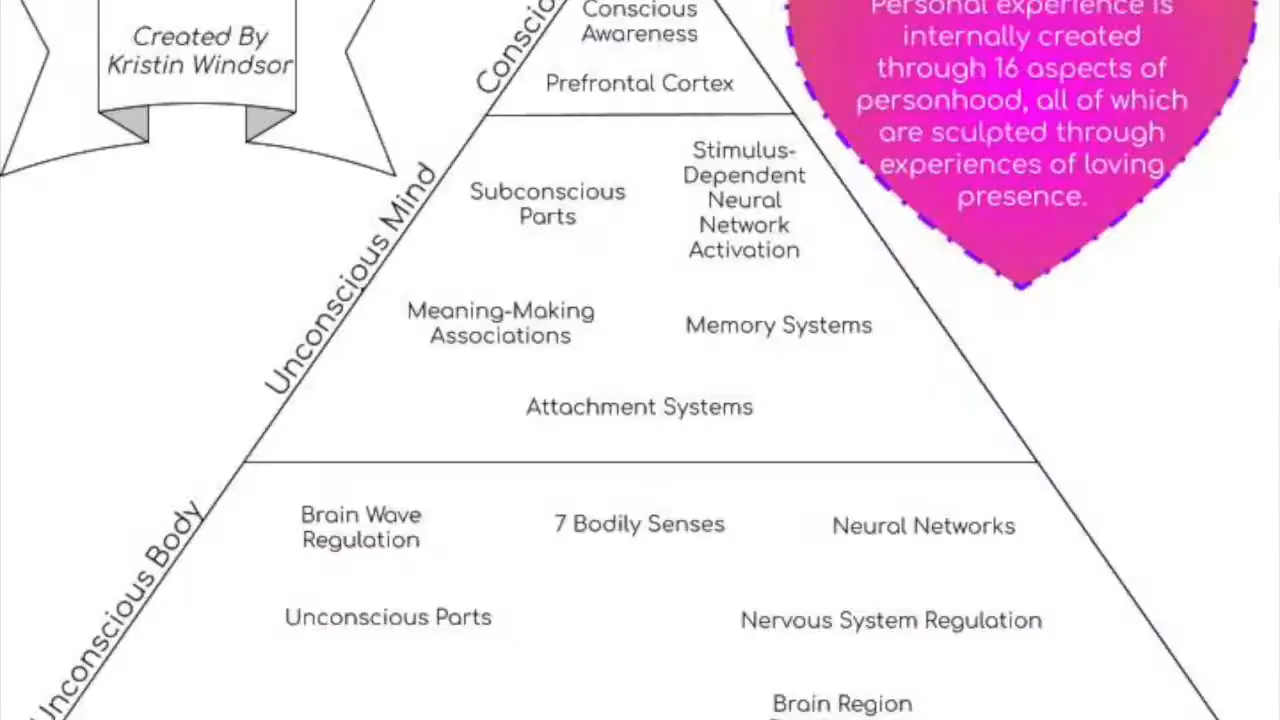 Created By
Kristin Windsor
Conscious
Awareness
Prefrontal Cortex
Personal experience is
internally created
through 16 aspects of
personhood, all of which
are sculpted through
experiences of loving
presence.
Unconscious Mind
Subconscious
Parts
Stimulus-
Dependent
Neural
Network
Activation
Meaning-Making
Associations
Memory Systems
Attachment Systems
Unconscious Body
Brain Wave
Regulation
7 Bodily Senses
Neural Networks
Unconscious Parts
Nervous System Regulation
Brain Region